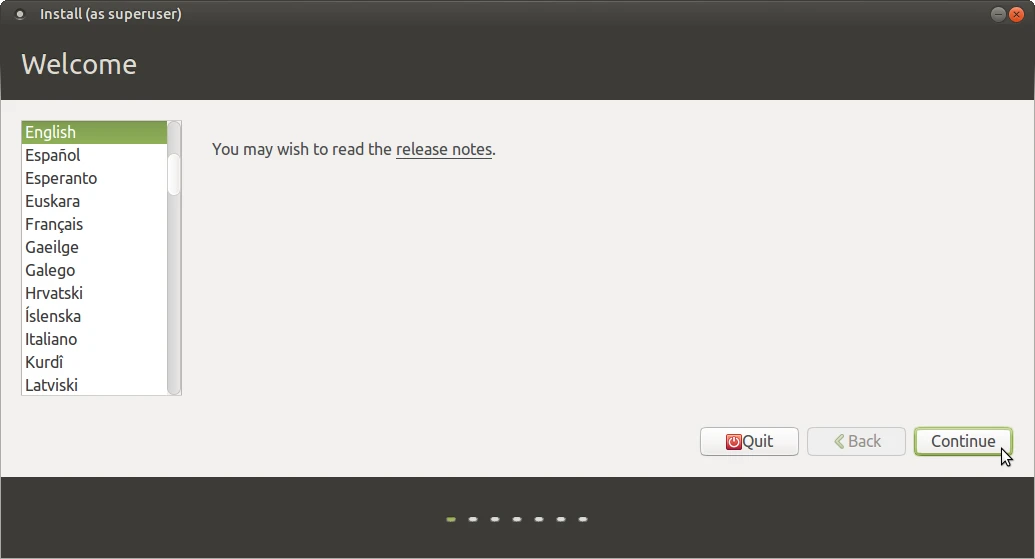 Install (as superuser)
Welcome
English
Español
Esperanto
Euskara
Français
Gaeilge
Galego
Hrvatski
Íslenska
Italiano
Kurdî
Latviski
You may wish to read the release notes.
Quit
Back
Continue